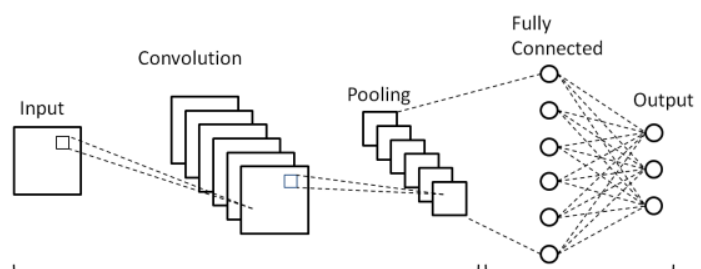 Input
Convolution
Pooling
Fully
Connected
Output